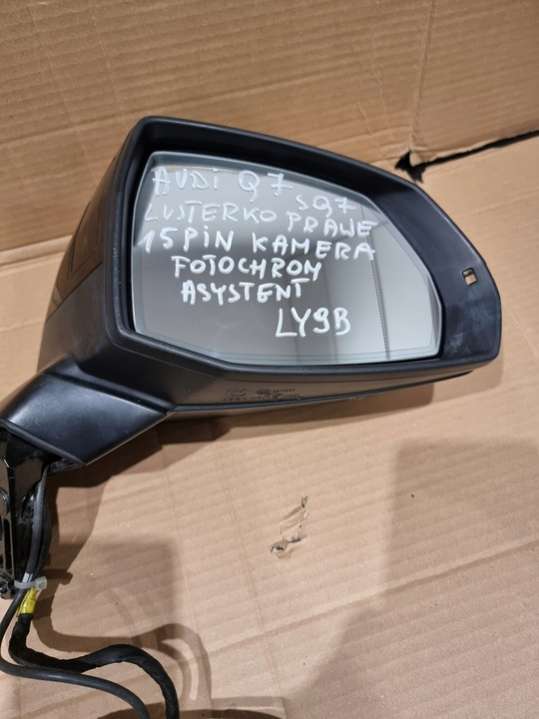 AUDI Q7 SQ7
LUSTERKO PRAWE
15PIN KAMERA
FOTOCHROM
ASYSTENT
LY9B